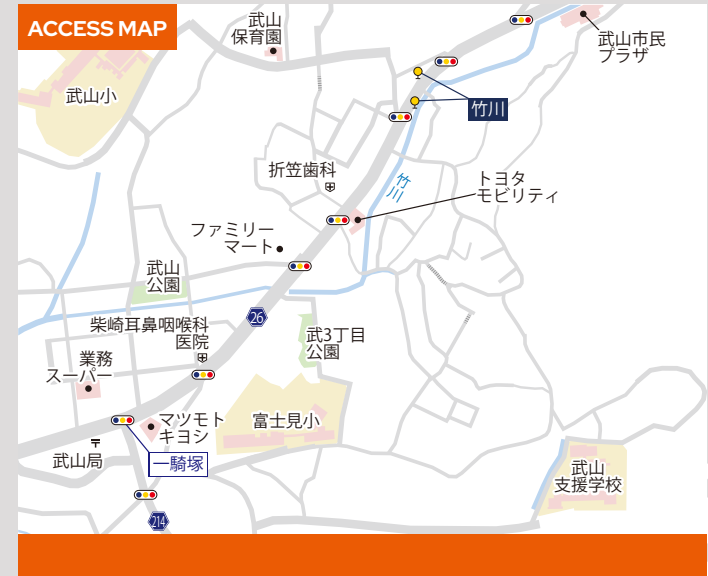 ACCESS MAP
武山
保育園
武山市民
プラザ
武山小
竹川
折笠歯科
竹川
トヨタ
モビリティ
ファミリー
マート
武山
公園
26
柴崎耳鼻咽喉科
医院
武3丁目
公園
業務
スーパー
マツモト
キヨシ
富士見小
武山局
一騎塚
武山
支援学校
214